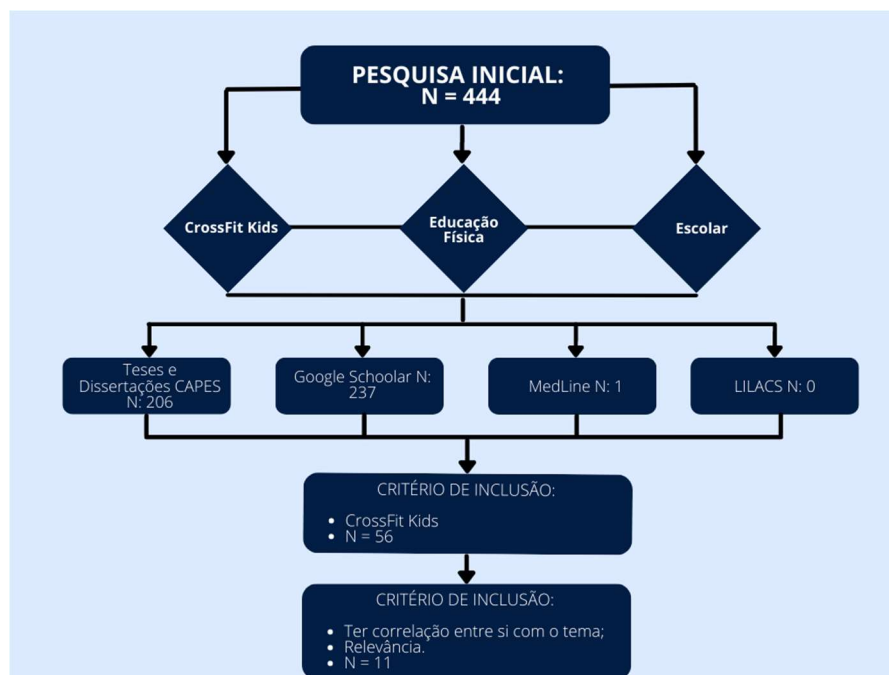 PESQUISA INICIAL:
N = 444
CrossFit Kids
Educação
Física
Escolar
Teses e
Dissertações CAPES
N: 206
Google Schoolar N:
237
MedLine N: 1
LILACS N: 0
CRITÉRIO DE INCLUSÃO:
• CrossFit Kids
• N = 56
CRITÉRIO DE INCLUSÃO:
• Ter correlação entre si com o tema;
• Relevância.
• N = 11